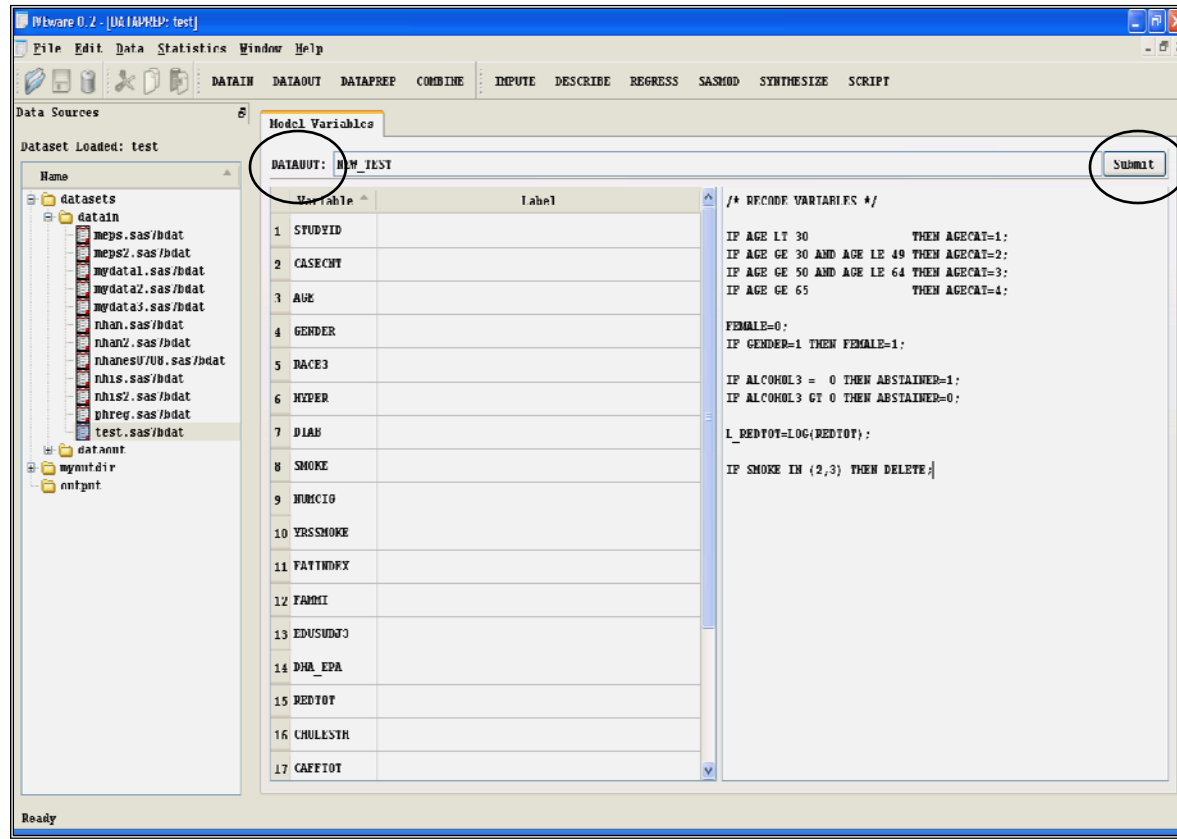 IVEware 0.2 - [DATAPREP: test]
File Edit Data Statistics Window Help
DATAIN DATAOUT DATAPREP COMBINE IMPUTE DESCRIBE REGRESS SASMOD SYNTHESIZE SCRIPT
Data Sources
Dataset Loaded: test
Name
datasets
datain
meps.sas7bdat
meps2.sas7bdat
mydata1.sas7bdat
mydata2.sas7bdat
mydata3.sas7bdat
nhan.sas7bdat
nhan2.sas7bdat
nhanes0708.sas7bdat
nhis.sas7bdat
nhis2.sas7bdat
phreg.sas7bdat
test.sas7bdat
dataout
myoutdir
output
Model Variables
DATAOUT: NEW_TEST
Submit
Variable Label
1 STUDYID
2 CASECNT
3 AGE
4 GENDER
5 RACE3
6 HYPER
7 DIAB
8 SMOKE
9 NUMCIG
10 YRSSMOKE
11 FATINDEX
12 FAMMI
13 EDUSUBJ3
14 DHA_EPA
15 REDTOT
16 CHOLESTH
17 CAFFTOT
/* RECODE VARIABLES */
IF AGE LT 30 THEN AGECAT=1;
IF AGE GE 30 AND AGE LE 49 THEN AGECAT=2;
IF AGE GE 50 AND AGE LE 64 THEN AGECAT=3;
IF AGE GE 65 THEN AGECAT=4;
FEMALE=0;
IF GENDER=1 THEN FEMALE=1;
IF ALCOHOL3 = 0 THEN ABSTAINER=1;
IF ALCOHOL3 GT 0 THEN ABSTAINER=0;
L_REDTOT=LOG(REDTOT);
IF SMOKE IN (2,3) THEN DELETE;
Ready